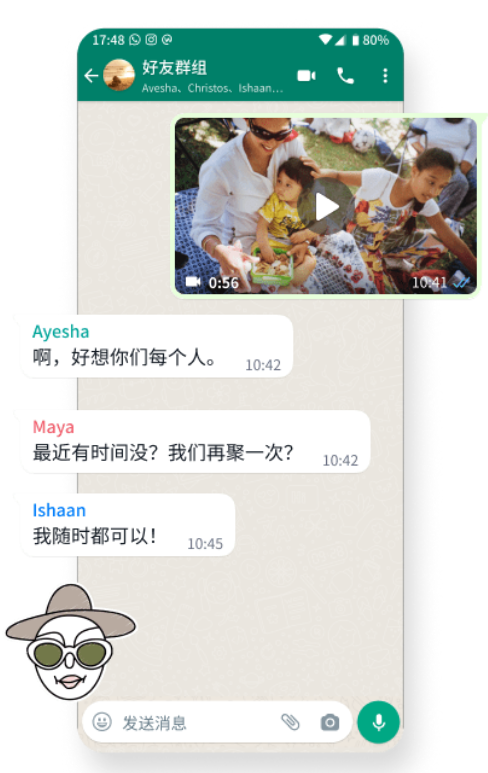 17:48 80%
好友群组
Ayesha、Christos、Ishaan...
0:56 10:41
Ayesha
啊，好想你们每个人。 10:42
Maya
最近有时间没？我们再聚一次？ 10:42
Ishaan
我随时都可以！ 10:45
发送消息